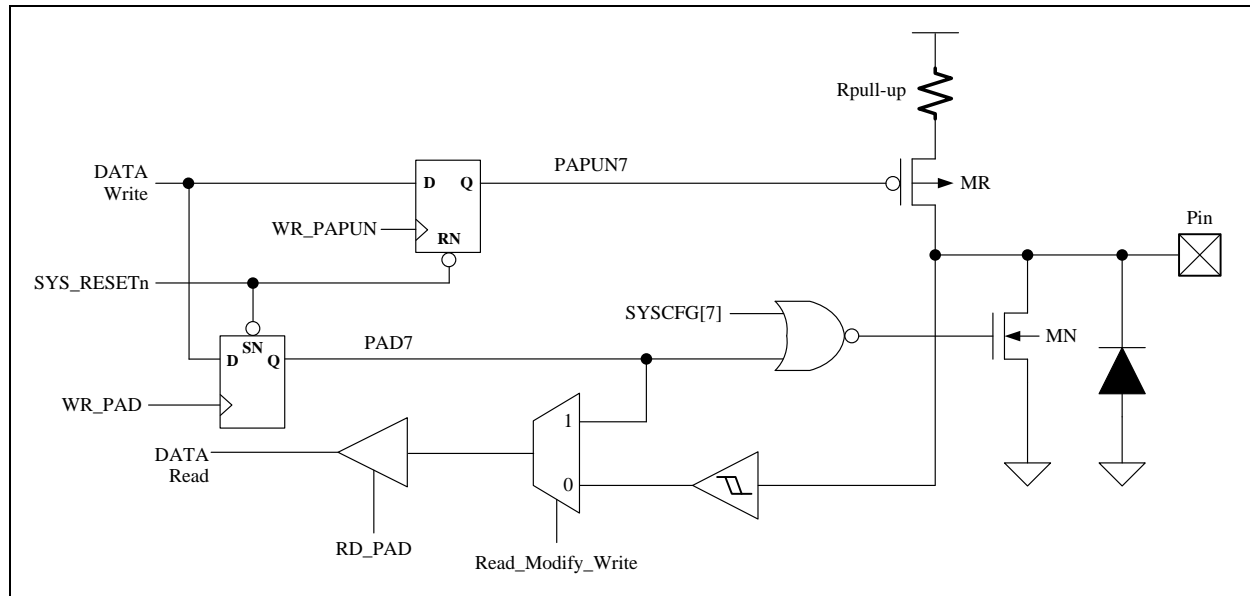 Rpull-up
DATA
Write
D
Q
PAPUN7
MR
WR_PAPUN
RN
Pin
SYS_RESETn
SYSCFG[7]
SN
D
Q
PAD7
MN
WR_PAD
1
DATA
Read
0
RD_PAD
Read_Modify_Write